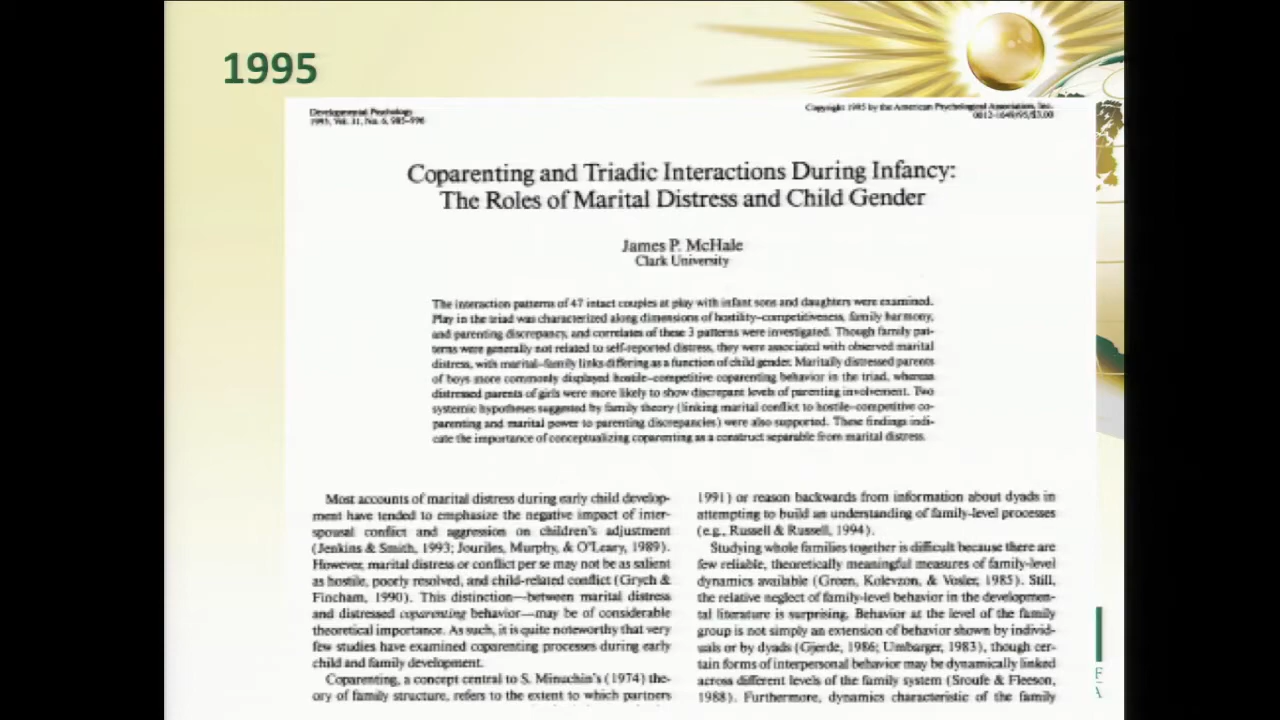 1995
Developmental Psychology
1995, Vol. 31, No. 6, 985-996
Copyright 1995 by the American Psychological Association, Inc.
0012-1649/95/$3.00
Coparenting and Triadic Interactions During Infancy:
The Roles of Marital Distress and Child Gender
James P. McHale
Clark University
The interaction patterns of 47 intact couples at play with infant sons and daughters were examined.
Play in the triad was characterized along dimensions of hostility–competitiveness, family harmony,
and parenting discrepancy, and correlates of these 3 patterns were investigated. Though family pat-
terns were generally not related to self-reported distress, they were associated with observed marital
distress, with marital–family links differing as a function of child gender. Maritally distressed parents
of boys more commonly displayed hostile–competitive coparenting behavior in the triad, whereas
distressed parents of girls were more likely to show discrepant levels of parenting involvement. Two
systemic hypotheses suggested by family theory (linking marital conflict to hostile–competitive co-
parenting and marital power to parenting discrepancies) were also supported. These findings indi-
cate the importance of conceptualizing coparenting as a construct separable from marital distress.
Most accounts of marital distress during early child develop-
ment have tended to emphasize the negative impact of inter-
spousal conflict and aggression on children's adjustment
(Jenkins & Smith, 1993; Jouriles, Murphy, & O'Leary, 1989).
However, marital distress or conflict per se may not be as salient
as hostile, poorly resolved, and child-related conflict (Grych &
Fincham, 1990). This distinction—between marital distress
and distressed coparenting behavior—may be of considerable
theoretical importance. As such, it is quite noteworthy that very
few studies have examined coparenting processes during early
child and family development.
Coparenting, a concept central to S. Minuchin's (1974) the-
ory of family structure, refers to the extent to which partners
1991) or reason backwards from information about dyads in
attempting to build an understanding of family-level processes
(e.g., Russell & Russell, 1994).
Studying whole families together is difficult because there are
few reliable, theoretically meaningful measures of family-level
dynamics available (Green, Kolevzon, & Vosler, 1985). Still,
the relative neglect of family-level behavior in the developmen-
tal literature is surprising. Behavior at the level of the family
group is not simply an extension of behavior shown by individ-
uals or by dyads (Gjerde, 1986; Umbarger, 1983), though cer-
tain forms of interpersonal behavior may be dynamically linked
across different levels of the family system (Sroufe & Fleeson,
1988). Furthermore, dynamics characteristic of the family
F
A